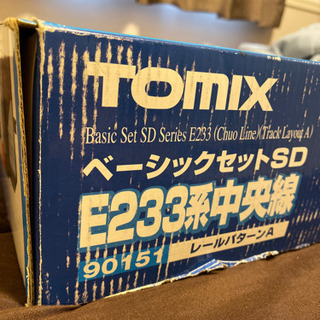 TOMIX
Basic Set SD Series E233 (Chuo Line)(Track Layout A)
ベーシックセットSD
E233系中央線
90151 レールパターンA